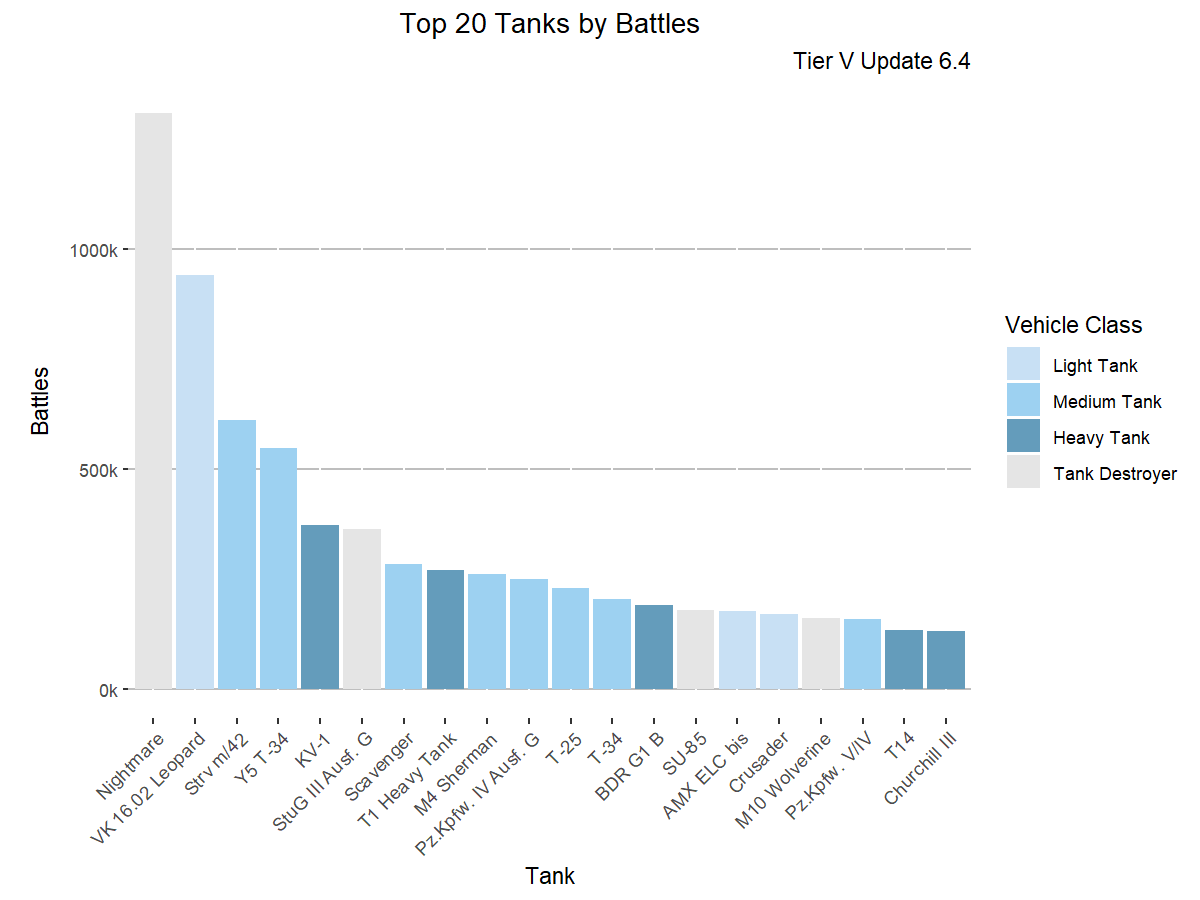 Top 20 Tanks by Battles
Tier V Update 6.4
Battles
1000k
500k
0k
Nightmare
VK 16.02 Leopard
Strv m/42
Y5 T-34
KV-1
StuG III Ausf. G
Scavenger
T1 Heavy Tank
M4 Sherman
Pz.Kpfw. IV Ausf. G
T-25
T-34
BDR G1 B
SU-85
AMX ELC bis
Crusader
M10 Wolverine
Pz.Kpfw. V/IV
T14
Churchill III
Tank
Vehicle Class
Light Tank
Medium Tank
Heavy Tank
Tank Destroyer